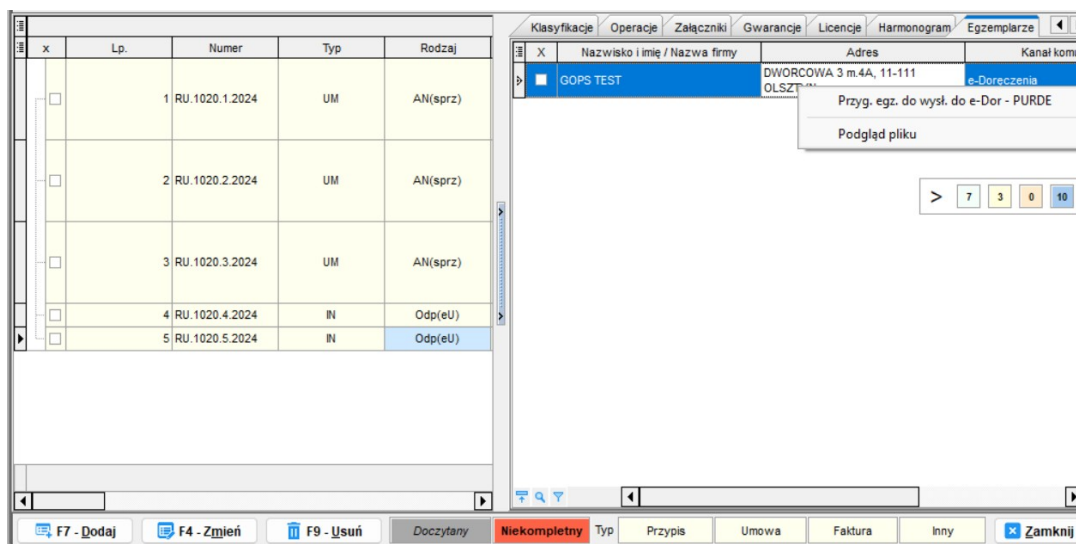 x Lp. Numer Typ Rodzaj
1 RU.1020.1.2024 UM AN(sprz)
2 RU.1020.2.2024 UM AN(sprz)
3 RU.1020.3.2024 UM AN(sprz)
4 RU.1020.4.2024 IN Odp(eU)
5 RU.1020.5.2024 IN Odp(eU)
Klasyfikacje Operacje Załączniki Gwarancje Licencje Harmonogram Egzemplarze
X Nazwisko i imię / Nazwa firmy Adres Kanał kom
GOPS TEST DWORCOWA 3 m.4A, 11-111 e-Doręczenia
Przyg. egz. do wysł. do e-Dor - PURDE
Podgląd pliku
> 7 3 0 10
F7 - Dodaj F4 - Zmień F9 - Usuń Doczytany Niekompletny Typ Przypis Umowa Faktura Inny Zamknij